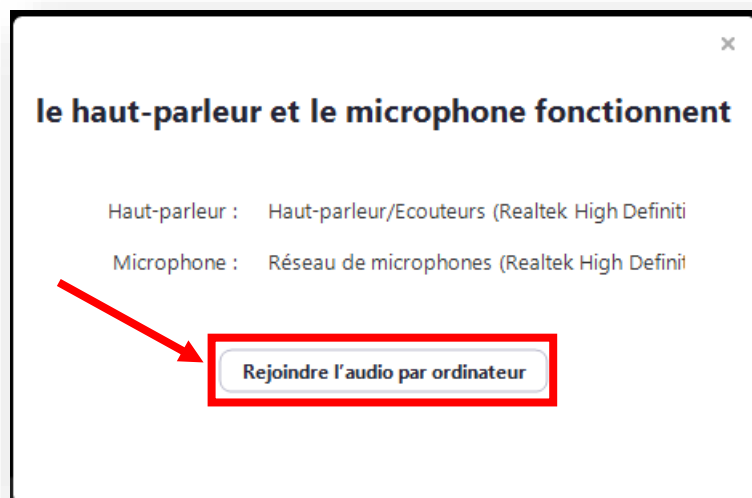 le haut-parleur et le microphone fonctionnent
Haut-parleur : Haut-parleur/Ecouteurs (Realtek High Definiti
Microphone : Réseau de microphones (Realtek High Definit
Rejoindre l’audio par ordinateur